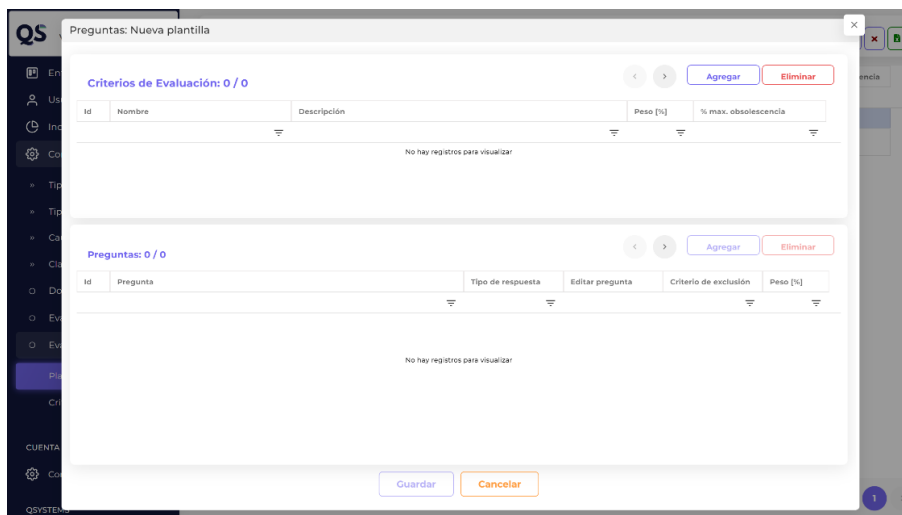 QS
Preguntas: Nueva plantilla
×
Criterios de Evaluación: 0 / 0
Agregar
Eliminar
Id Nombre Descripción Peso [%] % max. obsolescencia
No hay registros para visualizar
Preguntas: 0 / 0
Agregar
Eliminar
Id Pregunta Tipo de respuesta Editar pregunta Criterio de exclusión Peso [%]
No hay registros para visualizar
Guardar
Cancelar
CUENTA
QSYSTEMS
1